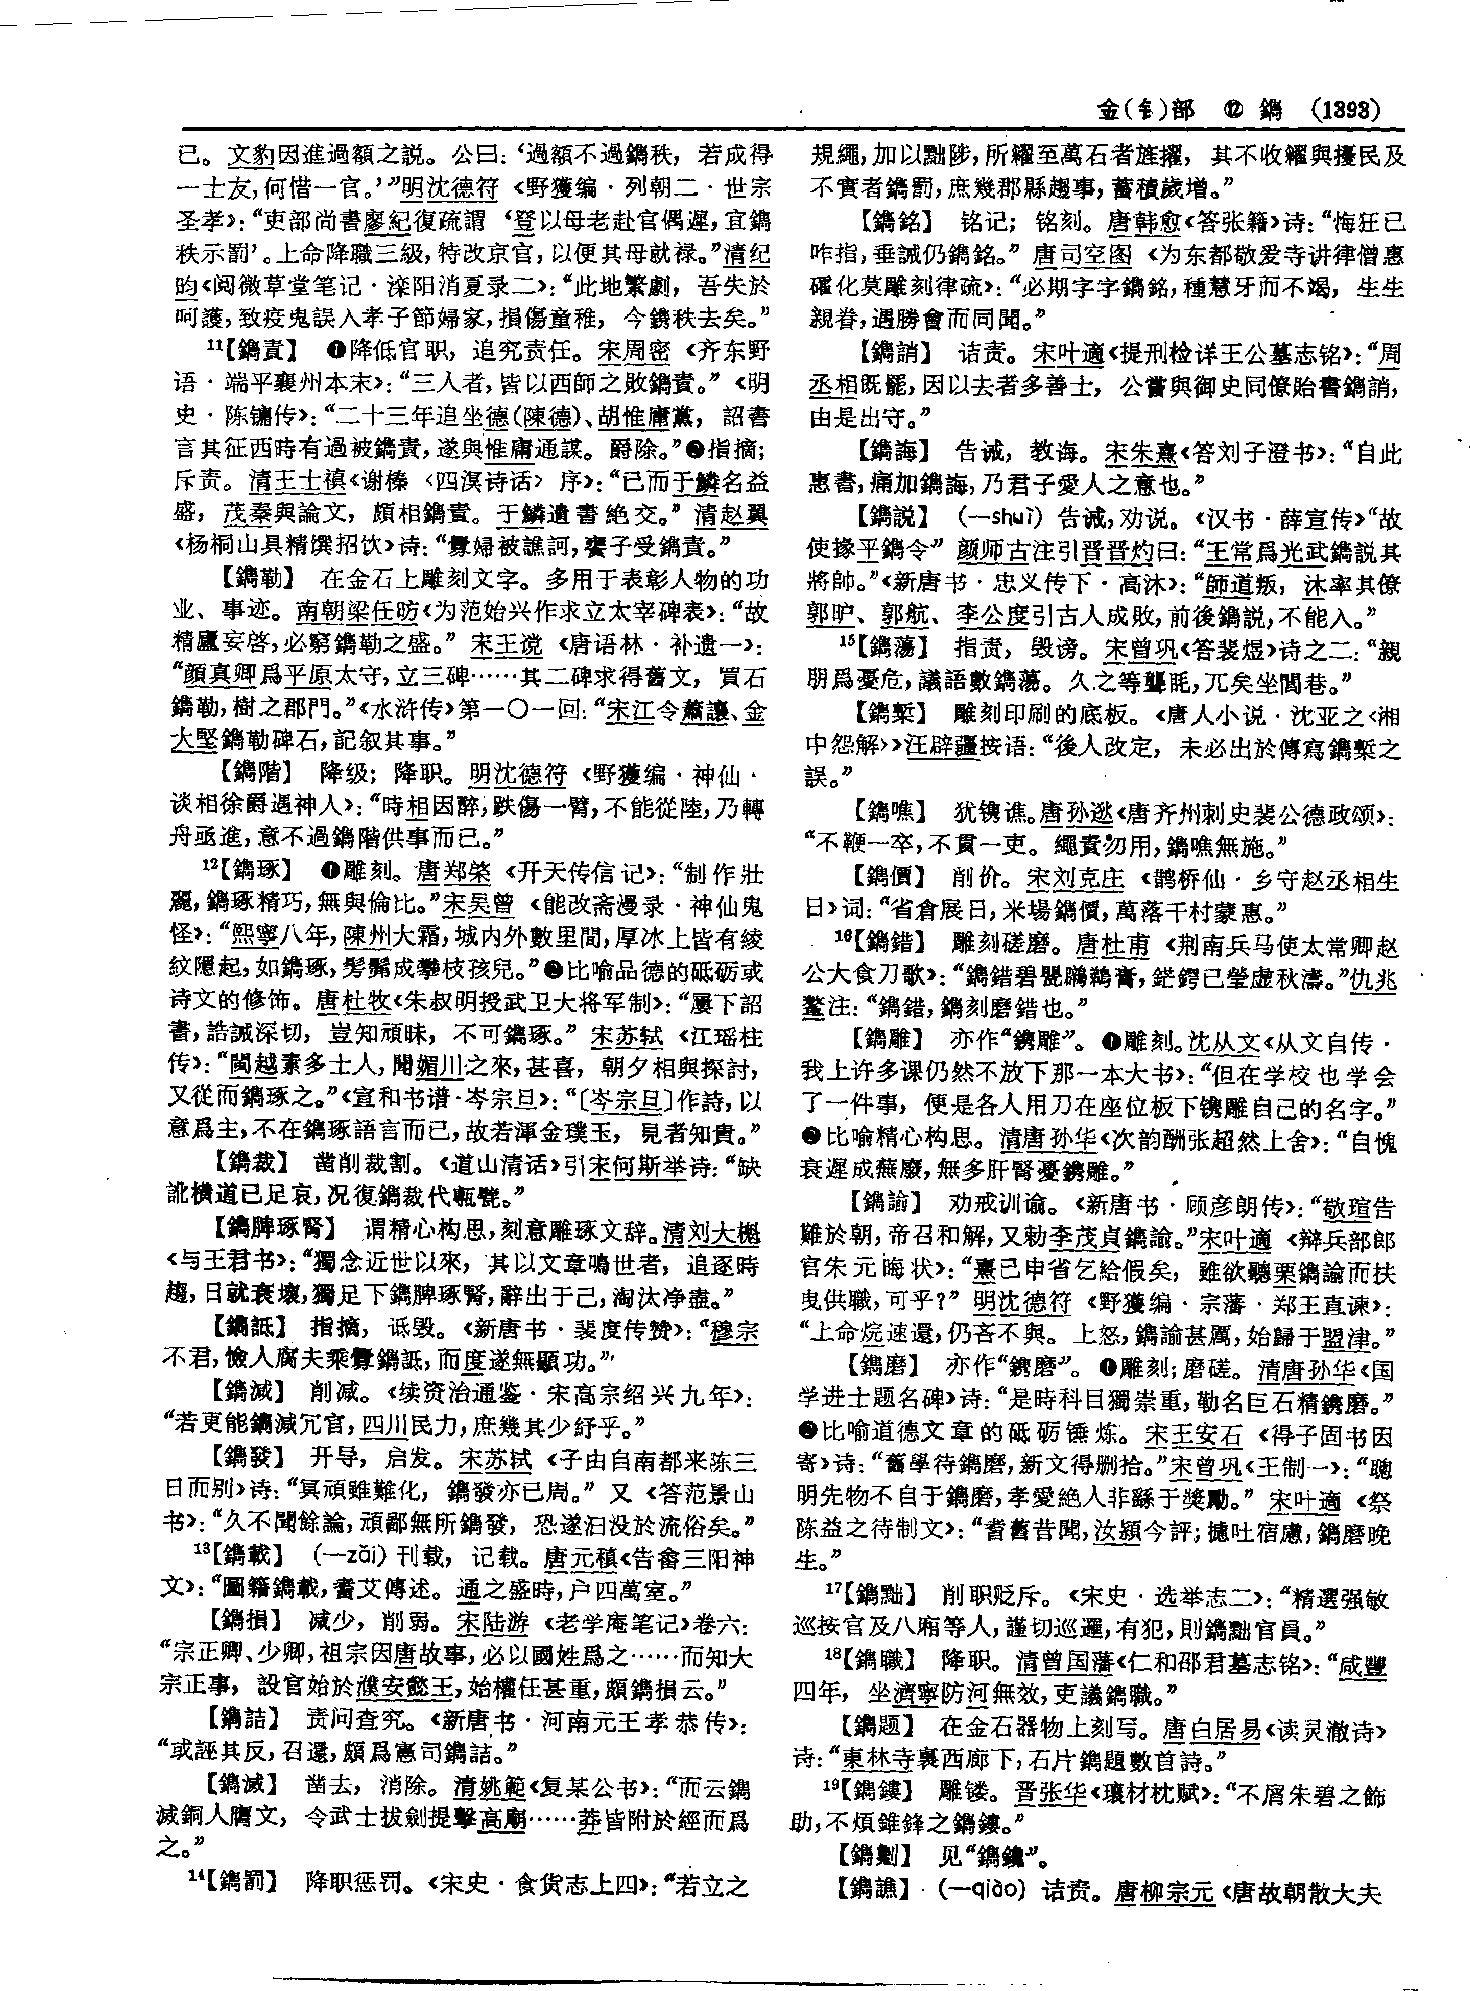 金(钅)部 ⑫ 鐫 (1393)
已。文豹因進過額之説。公曰：‘過額不過鐫秩，若成得
一士友，何惜一官。’”明沈德符《野獲编·列朝二·世宗
圣孝》：“吏部尚書廖紀復疏謂‘登以母老赴官偶遲，宜鐫
秩示罰’。上命降職三級，特改京官，以便其母就禄。”清纪
昀《阅微草堂笔记·滦阳消夏录二》：“此地繁劇，吾失於
呵護，致疫鬼誤入孝子節婦家，損傷童稚，今鐫秩去矣。”
11【鐫責】 ❶降低官职，追究责任。宋周密《齐东野
语·端平襄州本末》：“三人者，皆以西師之敗鐫責。”《明
史·陈镛传》：“二十三年追坐德(陳德)、胡惟庸黨，詔書
言其征西時有過被鐫責，遂與惟庸通謀。爵除。”❷指摘；
斥责。清王士禛《谢榛〈四溟诗话〉序》：“已而于鱗名益
盛，茂秦與論文，頗相鐫責。于鱗遺書絶交。”清赵翼
《杨桐山具精馔招饮》诗：“爨婦被譙訶，饔子受鐫責。”
【鐫勒】 在金石上雕刻文字。多用于表彰人物的功
业、事迹。南朝梁任昉《为范始兴作求立太宰碑表》：“故
精廬妄啓，必窮鐫勒之盛。”宋王谠《唐语林·补遗一》：
“顔真卿爲平原太守，立三碑……其二碑求得舊文，買石
鐫勒，樹之郡門。”《水浒传》第一〇一回：“宋江令蕭讓、金
大堅鐫勒碑石，記叙其事。”
【鐫階】 降级；降职。明沈德符《野獲编·神仙·
谈相徐爵遇神人》：“時相因醉，跌傷一臂，不能從陸，乃轉
舟亟進，意不過鐫階供事而已。”
12【鐫琢】 ❶雕刻。唐郑棨《开天传信记》：“制作壯
麗，鐫琢精巧，無與倫比。”宋吴曾《能改斋漫录·神仙鬼
怪》：“熙寧八年，陳州大霜，城内外數里間，厚冰上皆有綾
紋隱起，如鐫琢，髣髴成攀枝孩兒。”❷比喻品德的砥砺或
诗文的修饰。唐杜牧《朱叔明授武卫大将军制》：“屢下詔
書，誥誡深切，豈知頑昧，不可鐫琢。”宋苏轼《江瑶柱
传》：“閩越素多士人，聞媚川之來，甚喜，朝夕相與探討，
又從而鐫琢之。”《宣和书谱·岑宗旦》：“〔岑宗旦〕作詩，以
意爲主，不在鐫琢語言而已，故若渾金璞玉，見者知貴。”
【鐫裁】 凿削裁割。《道山清话》引宋何斯举诗：“缺
訛横道已足哀，况復鐫裁代甎甓。”
【鐫脾琢腎】 谓精心构思，刻意雕琢文辞。清刘大櫆
《与王君书》：“獨念近世以來，其以文章鳴世者，追逐時
趨，日就衰壞，獨足下鐫脾琢腎，辭出于己，淘汰净盡。”
【鐫詆】 指摘，诋毁。《新唐书·裴度传赞》：“穆宗
不君，憸人腐夫乘釁鐫詆，而度遂無顯功。”
【鐫減】 削减。《续资治通鉴·宋高宗绍兴九年》：
“若更能鐫減冗官，四川民力，庶幾其少紓乎。”
【鐫發】 开导，启发。宋苏轼《子由自南都来陈三
日而别》诗：“冥頑雖難化，鐫發亦已周。”又《答范景山
书》：“久不聞餘論，頑鄙無所鐫發，恐遂汩没於流俗矣。”
13【鐫載】 (—zǎi)刊载，记载。唐元稹《告畬三阳神
文》：“圖籍鐫載，耆艾傳述。通之盛時，户四萬室。”
【鐫損】 减少，削弱。宋陆游《老学庵笔记》卷六：
“宗正卿、少卿，祖宗因唐故事，必以國姓爲之……而知大
宗正事，設官始於濮安懿王，始權任甚重，頗鐫損云。”
【鐫詰】 责问查究。《新唐书·河南元王孝恭传》：
“或誣其反，召還，頗爲憲司鐫詰。”
【鐫滅】 凿去，消除。清姚範《复某公书》：“而云鐫
滅銅人膺文，令武士拔劍提擊高廟……莽皆附於經而爲
之。”
14【鐫罰】 降职惩罚。《宋史·食货志上四》：“若立之
規繩，加以黜陟，所糴至萬石者旌擢，其不收糴與擾民及
不實者鐫罰，庶幾郡縣趨事，蓄積歲增。”
【鐫銘】 铭记；铭刻。唐韩愈《答张籍》诗：“悔狂已
咋指，垂誡仍鐫銘。”唐司空图《为东都敬爱寺讲律僧惠
礭化募雕刻律疏》：“必期字字鐫銘，種慧牙而不竭，生生
親眷，遇勝會而同聞。”
【鐫誚】 诘责。宋叶適《提刑检详王公墓志铭》：“周
丞相既罷，因以去者多善士，公嘗與御史同僚貽書鐫誚，
由是出守。”
【鐫誨】 告诫，教诲。宋朱熹《答刘子澄书》：“自此
惠書，痛加鐫誨，乃君子愛人之意也。”
【鐫説】 (—shuì)告诫，劝说。《汉书·薛宣传》“故
使掾平鐫令”颜师古注引晋晋灼曰：“王常爲光武鐫説其
將帥。”《新唐书·忠义传下·高沐》：“師道叛，沐率其僚
郭昈、郭航、李公度引古人成敗，前後鐫説，不能入。”
15【鐫蕩】 指责，毁谤。宋曾巩《答裴煜》诗之二：“親
朋爲憂危，議語數鐫蕩。久之等聾眊，兀矣坐閭巷。”
【鐫槧】 雕刻印刷的底板。《唐人小说·沈亚之〈湘
中怨解〉》汪辟疆按语：“後人改定，未必出於傳寫鐫槧之
誤。”
【鐫噍】 犹镌谯。唐孙逖《唐齐州刺史裴公德政颂》：
“不鞭一卒，不貫一吏。繩責勿用，鐫噍無施。”
【鐫價】 削价。宋刘克庄《鹊桥仙·乡守赵丞相生
日》词：“省倉展日，米場鐫價，萬落千村蒙惠。”
16【鐫錯】 雕刻磋磨。唐杜甫《荆南兵马使太常卿赵
公大食刀歌》：“鐫錯碧罌鸊鵜膏，鋩鍔已瑩虚秋濤。”仇兆
鳌注：“鐫錯，鐫刻磨錯也。”
【鐫雕】 亦作“鎸雕”。❶雕刻。沈从文《从文自传·
我上许多课仍然不放下那一本大书》：“但在学校也学会
了一件事，便是各人用刀在座位板下镌雕自己的名字。”
❷比喻精心构思。清唐孙华《次韵酬张超然上舍》：“自愧
衰遲成蕪廢，無多肝腎憂鎸雕。”
【鐫諭】 劝戒训谕。《新唐书·顾彦朗传》：“敬瑄告
難於朝，帝召和解，又勅李茂貞鐫諭。”宋叶適《辩兵部郎
官朱元晦状》：“熹已申省乞給假矣，雖欲聽栗鐫諭而扶
曳供職，可乎？”明沈德符《野獲编·宗藩·郑王直谏》：
“上命烷速還，仍吝不與。上怒，鐫諭甚厲，始歸于盟津。”
【鐫磨】 亦作“鎸磨”。❶雕刻；磨磋。清唐孙华《国
学进士题名碑》诗：“是時科目獨崇重，勒名巨石精鎸磨。”
❷比喻道德文章的砥砺锤炼。宋王安石《得子固书因
寄》诗：“舊學待鐫磨，新文得删拾。”宋曾巩《王制一》：“聰
明先物不自于鐫磨，孝愛絶人非繇于奬勵。”宋叶適《祭
陈益之待制文》：“耆舊昔聞，汝潁今評；攄吐宿慮，鐫磨晚
生。”
17【鐫黜】 削职贬斥。《宋史·选举志二》：“精選强敏
巡按官及八廂等人，謹切巡邏，有犯，則鐫黜官員。”
18【鐫職】 降职。清曾国藩《仁和邵君墓志铭》：“咸豐
四年，坐濟寧防河無效，吏議鐫職。”
【鐫题】 在金石器物上刻写。唐白居易《读灵澈诗》
诗：“東林寺裏西廊下，石片鐫題數首詩。”
19【鐫鏤】 雕镂。晋张华《瓌材枕赋》：“不屑朱碧之飾
助，不煩錐鋒之鐫鏤。”
【鐫劖】 见“鐫鑱”。
【鐫譙】 (—qiào)诘责。唐柳宗元《唐故朝散大夫